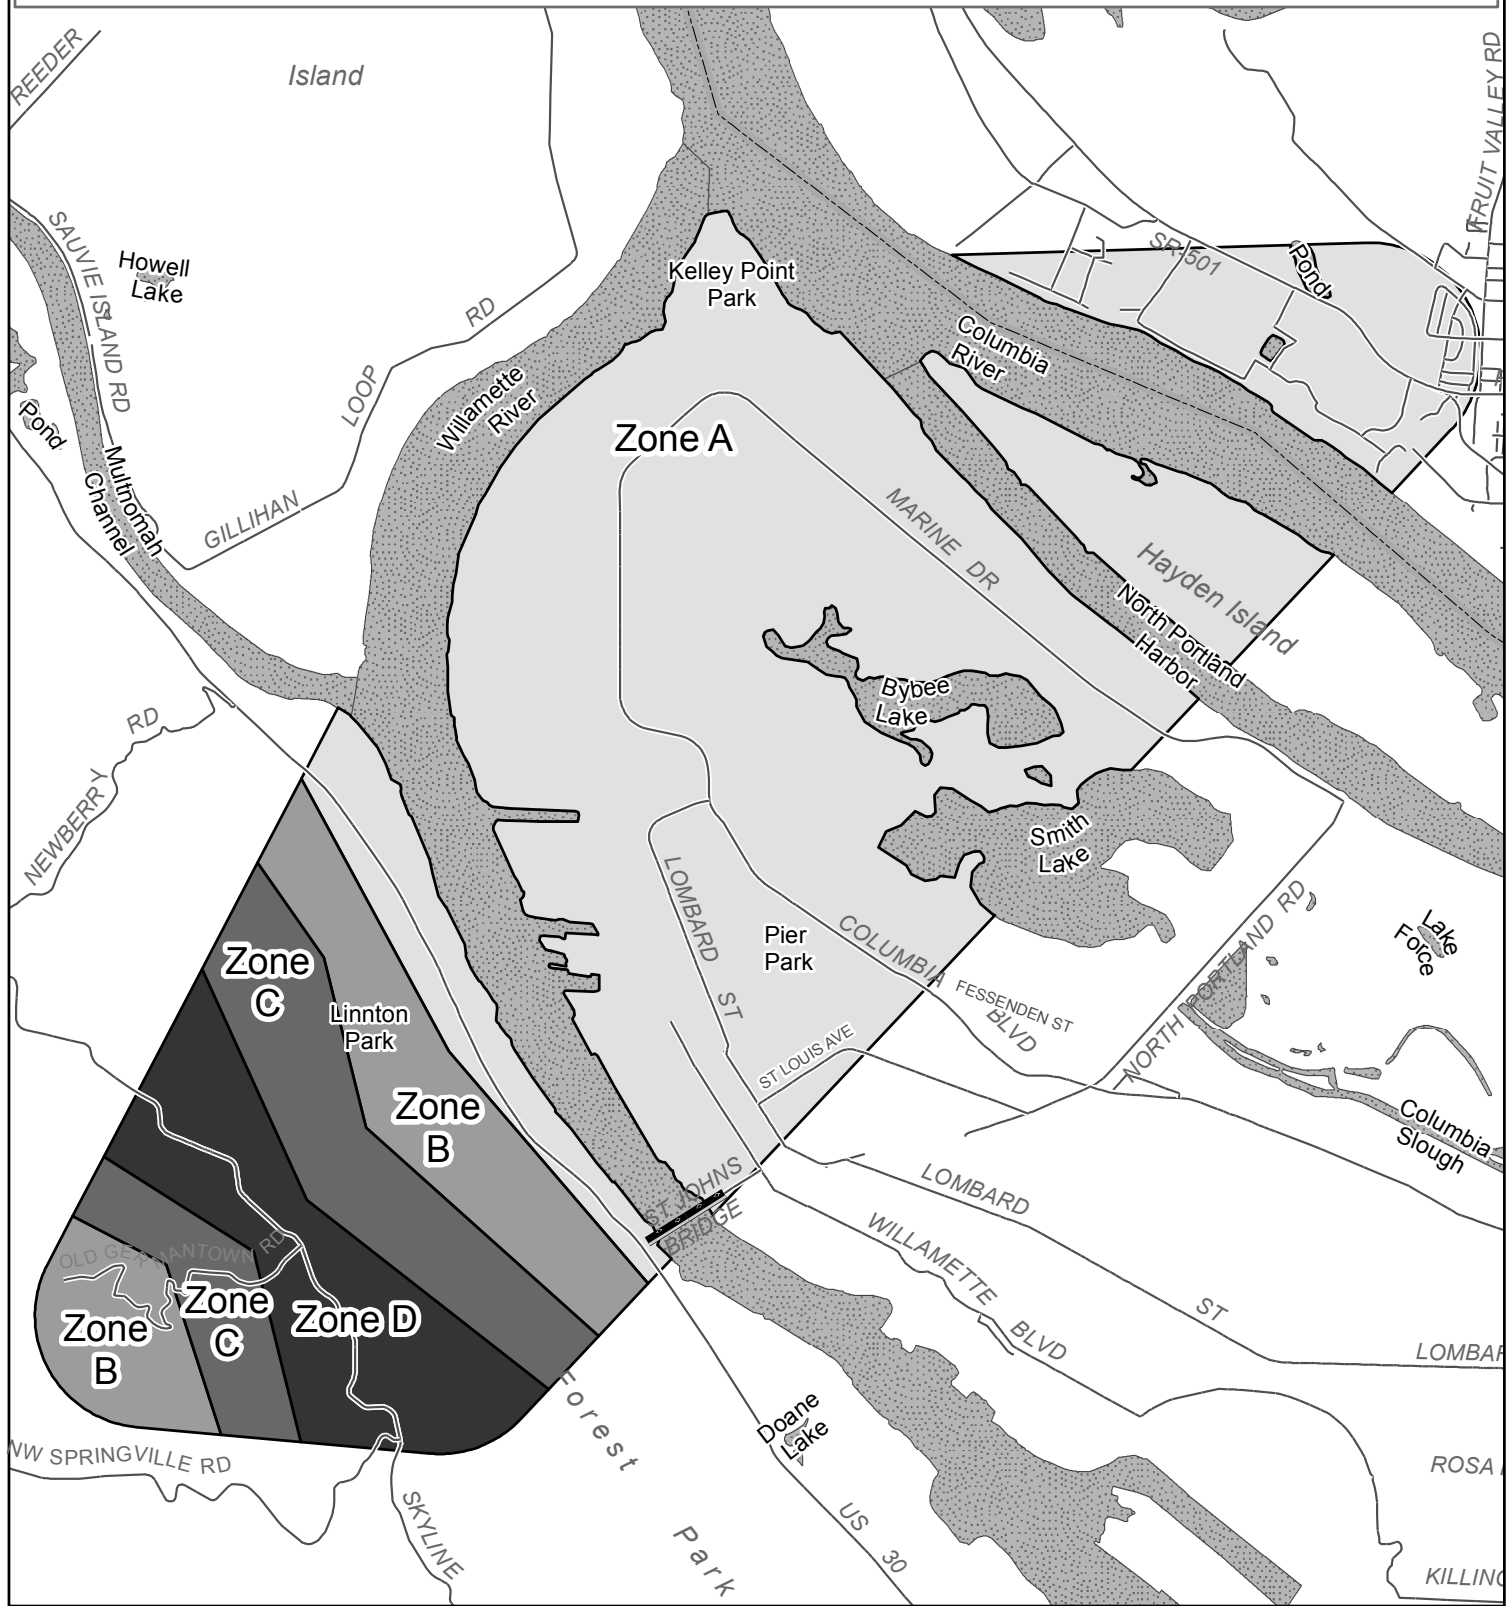 REEDER
Island
FRUIT VALLEY RD
SAUVIE ISLAND RD
Howell
Lake
Kelley Point
Park
SR-501
Pond
RD
LOOP
GILLIHAN
Willamette
River
Columbia
River
Pond
Multnomah
Channel
Zone A
MARINE DR
Hayden Island
North Portland
Harbor
Bybee
Lake
NEWBERRY RD
Smith
Lake
LOMBARD ST
Pier
Park
COLUMBIA BLVD
FESSENDEN ST
NORTH PORTLAND RD
Force
Lake
Zone
C
Linnton
Park
ST LOUIS AVE
Zone
B
Columbia
Slough
ST JOHNS
BRIDGE
LOMBARD ST
WILLAMETTE BLVD
OLD GERMANTOWN RD
Zone
C
Zone D
Zone
B
LOMBAR
Forest Park
Doane
Lake
NW SPRINGVILLE RD
ROSA
SKYLINE
US 30
KILLING